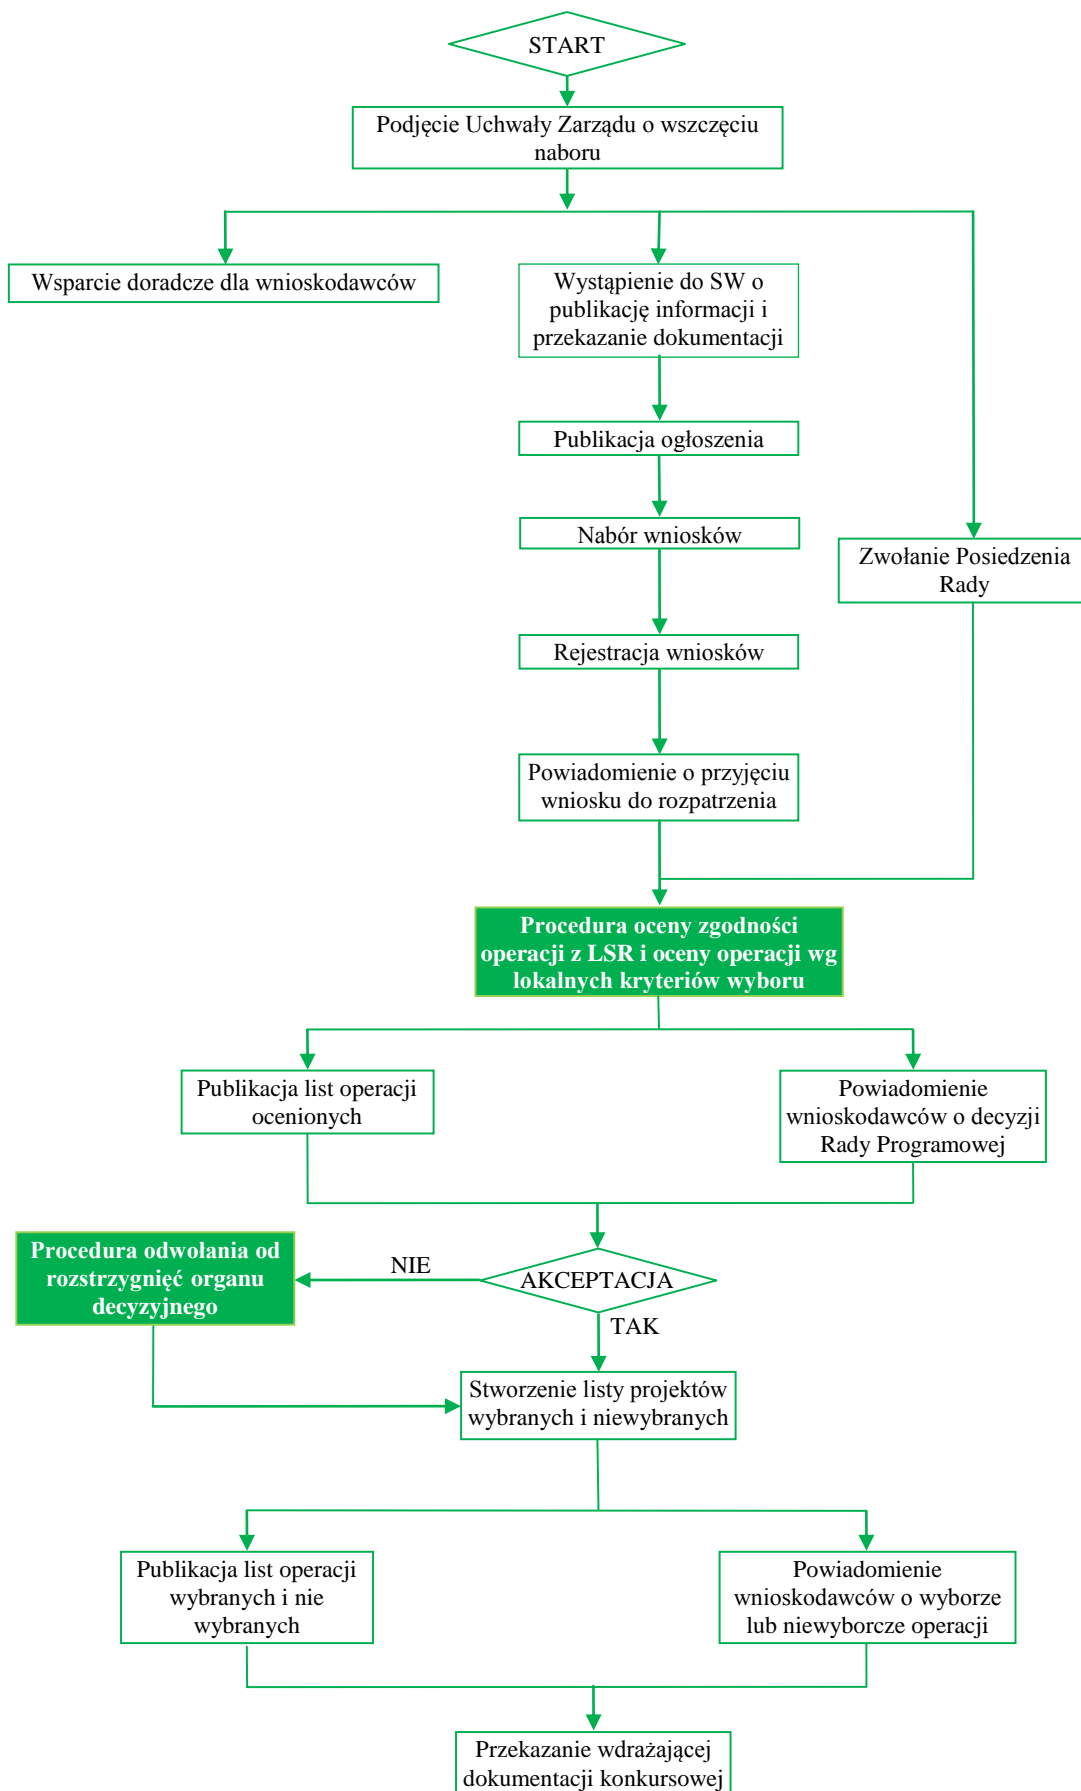 START
Podjęcie Uchwały Zarządu o wszczęciu
naboru
Wsparcie doradcze dla wnioskodawców
Wystąpienie do SW o
publikację informacji i
przekazanie dokumentacji
Publikacja ogłoszenia
Nabór wniosków
Zwołanie Posiedzenia
Rady
Rejestracja wniosków
Powiadomienie o przyjęciu
wniosku do rozpatrzenia
Procedura oceny zgodności
operacji z LSR i oceny operacji wg
lokalnych kryteriów wyboru
Publikacja list operacji
ocenionych
Powiadomienie
wnioskodawców o decyzji
Rady Programowej
Procedura odwołania od
rozstrzygnięć organu
decyzyjnego
NIE
AKCEPTACJA
TAK
Stworzenie listy projektów
wybranych i niewybranych
Publikacja list operacji
wybranych i nie
wybranych
Powiadomienie
wnioskodawców o wyborze
lub niewyborcze operacji
Przekazanie wdrażającej
dokumentacji konkursowej